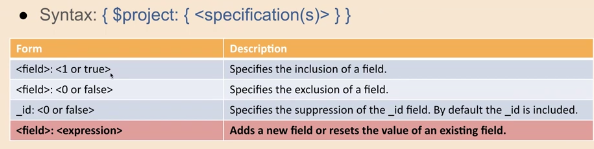 ● Syntax: { $project: { <specification(s)> } }
Form Description
<field>: <1 or true> Specifies the inclusion of a field.
<field>: <0 or false> Specifies the exclusion of a field.
_id: <0 or false> Specifies the suppression of the _id field. By default the _id is included.
<field>: <expression> Adds a new field or resets the value of an existing field.